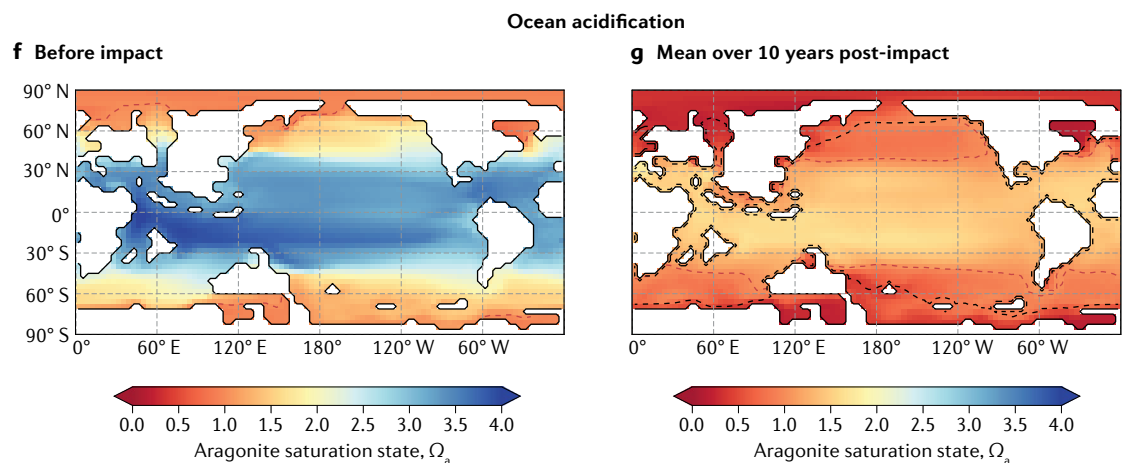 Ocean acidification
f Before impact
g Mean over 10 years post-impact
90° N
60° N
30° N
0°
30° S
60° S
90° S
0° 60° E 120° E 180° 120° W 60° W
0° 60° E 120° E 180° 120° W 60° W
0.0 0.5 1.0 1.5 2.0 2.5 3.0 3.5 4.0
0.0 0.5 1.0 1.5 2.0 2.5 3.0 3.5 4.0
Aragonite saturation state, Ωa
Aragonite saturation state, Ωa